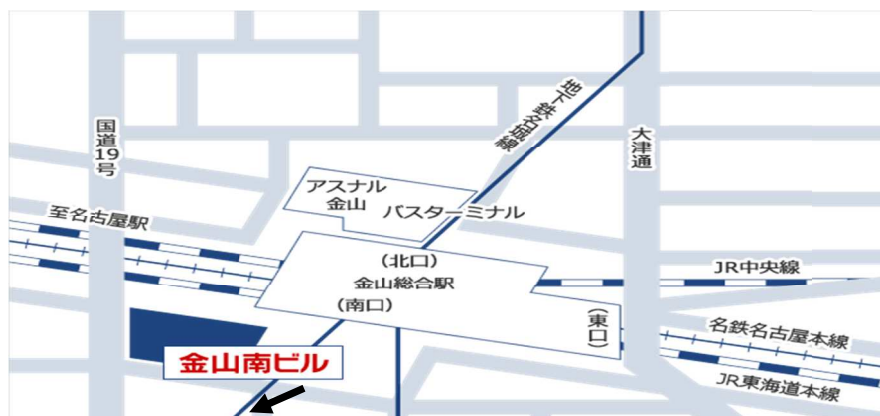 国道19号
地下鉄名城線
大津通
アスナル
金山
バスターミナル
至名古屋駅
(北口)
金山総合駅
(南口)
(東口)
JR中央線
名鉄名古屋本線
JR東海道本線
金山南ビル